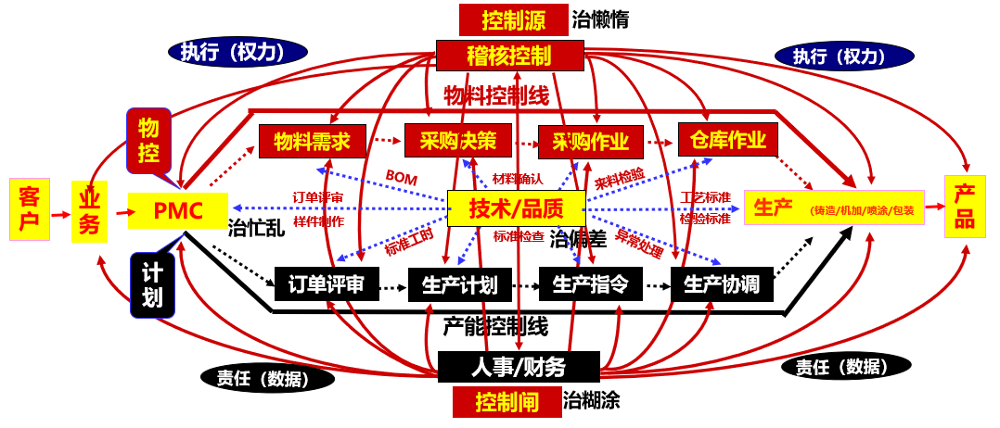 控制源
治懒惰
执行（权力）
稽核控制
执行（权力）
物料控制线
物控
物料需求
采购决策
采购作业
仓库作业
BOM
材料确认
来料检验
客户
业务
PMC
订单评审
样件制作
技术/品质
工艺标准
检验标准
生产（铸造/机加/喷涂/包装
产品
治忙乱
标准工时
标准检查
治偏差
异常处理
计划
订单评审
生产计划
生产指令
生产协调
产能控制线
责任（数据）
人事/财务
责任（数据）
控制闸
治糊涂